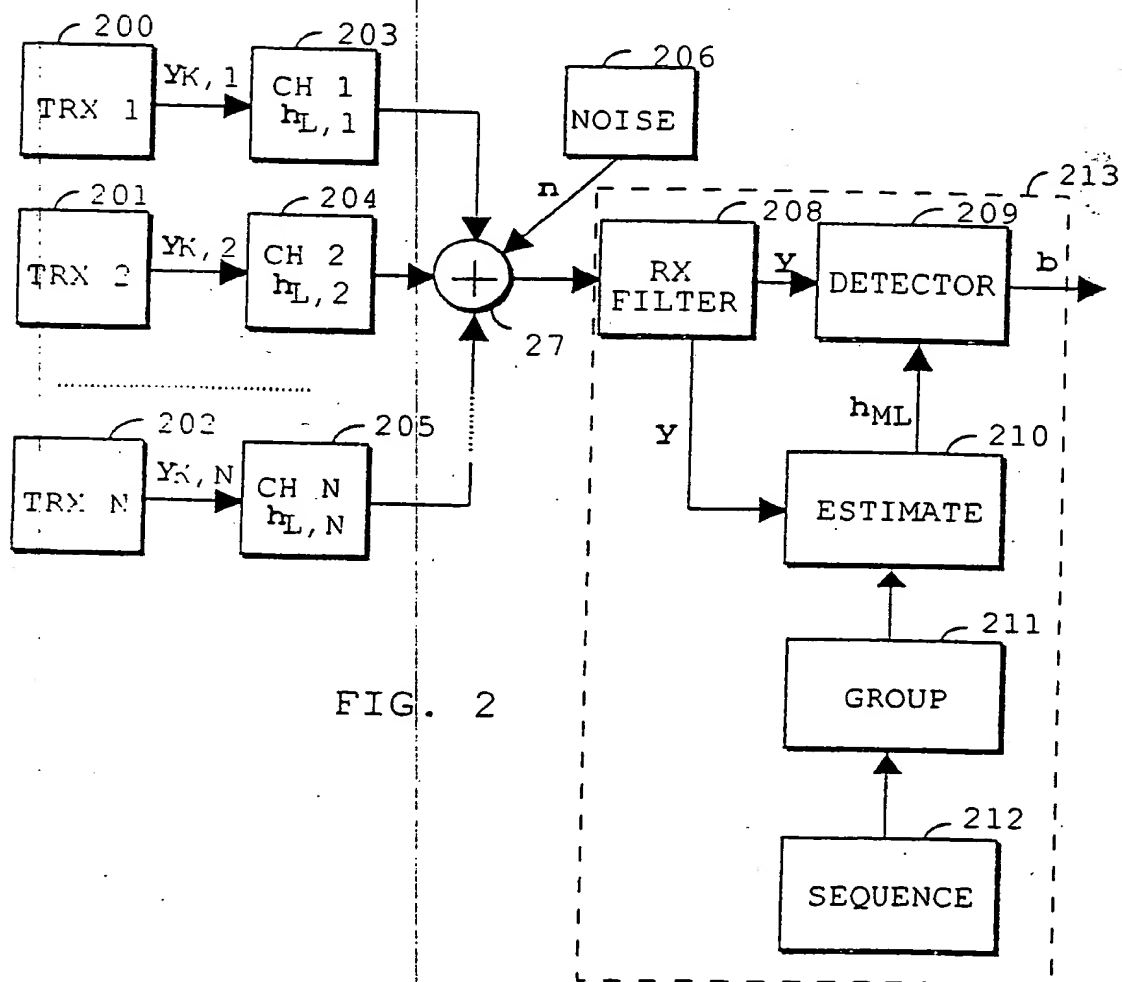 200
203
206
TRX 1
YK, 1
CH 1
hL, 1
NOISE
n
213
201
204
208
209
TRX 2
YK, 2
CH 2
hL, 2
+
RX
FILTER
Y
DETECTOR
b
27
202
205
Y
hML
210
TRX N
YK, N
CH N
hL, N
ESTIMATE
211
GROUP
FIG. 2
212
SEQUENCE